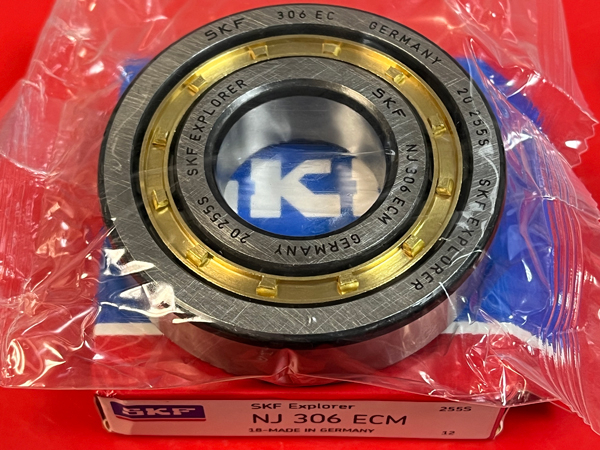 SKF 306 EC GERMANY 20 255S SKF EXPLORER
SKF NJ 306 ECM GERMANY 20 255S SKF EXPLORER
SKF
SKF Explorer
255S
NJ 306 ECM
18-MADE IN GERMANY
12